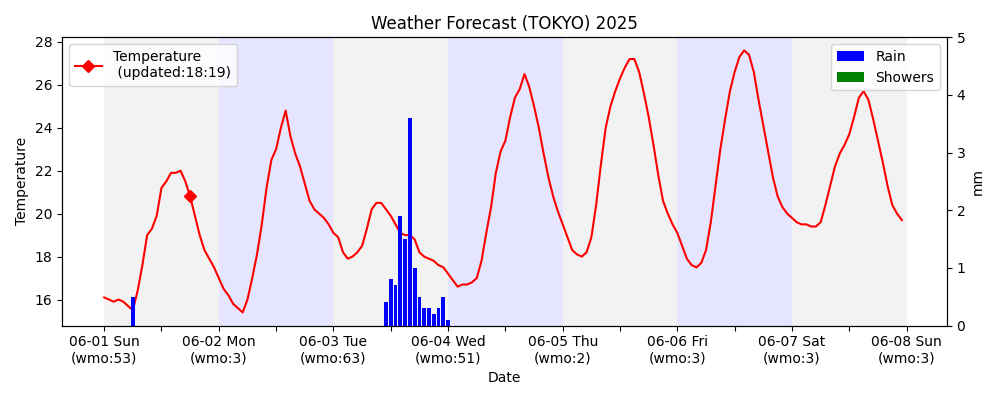 Weather Forecast (TOKYO) 2025
Temperature
(updated:18:19)
Rain
Showers
28
26
24
22
20
18
16
Temperature
5
4
3
2
1
0
mm
06-01 Sun
(wmo:53)
06-02 Mon
(wmo:3)
06-03 Tue
(wmo:63)
06-04 Wed
(wmo:51)
06-05 Thu
(wmo:2)
06-06 Fri
(wmo:3)
06-07 Sat
(wmo:3)
06-08 Sun
(wmo:3)
Date